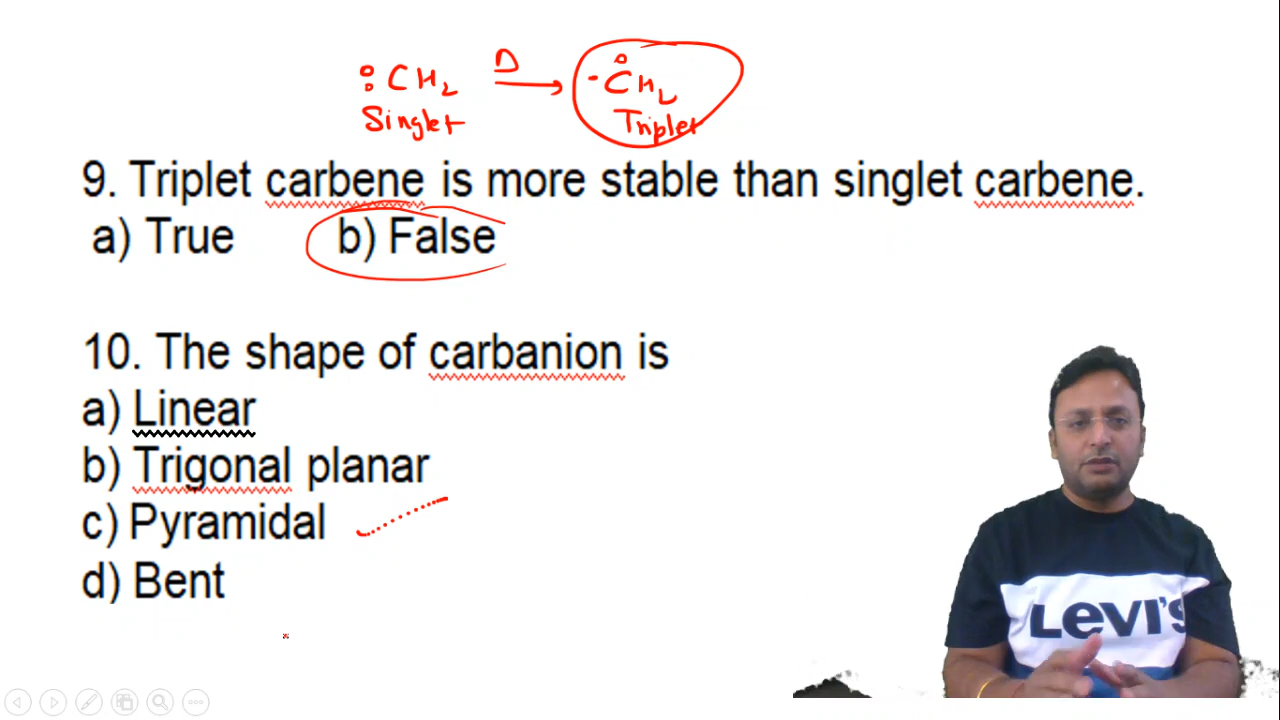 :CH₂ Δ → ·ĊH₂
Singlet Triplet
9. Triplet carbene is more stable than singlet carbene.
a) True b) False
10. The shape of carbanion is
a) Linear
b) Trigonal planar
c) Pyramidal
d) Bent
Levi's